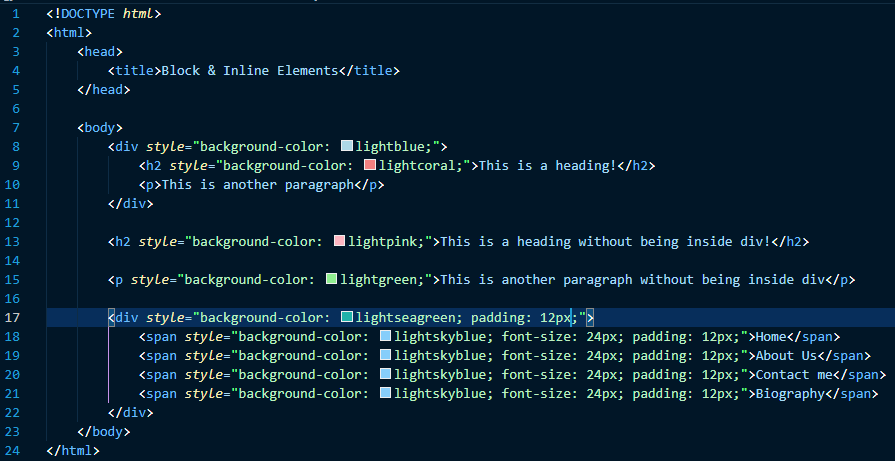 1 <!DOCTYPE html>
2 <html>
3     <head>
4         <title>Block & Inline Elements</title>
5     </head>
6
7     <body>
8         <div style="background-color: lightblue;">
9             <h2 style="background-color: lightcoral;">This is a heading!</h2>
10             <p>This is another paragraph</p>
11         </div>
12
13         <h2 style="background-color: lightpink;">This is a heading without being inside div!</h2>
14
15         <p style="background-color: lightgreen;">This is another paragraph without being inside div</p>
16
17         <div style="background-color: lightseagreen; padding: 12px;">
18             <span style="background-color: lightskyblue; font-size: 24px; padding: 12px;">Home</span>
19             <span style="background-color: lightskyblue; font-size: 24px; padding: 12px;">About Us</span>
20             <span style="background-color: lightskyblue; font-size: 24px; padding: 12px;">Contact me</span>
21             <span style="background-color: lightskyblue; font-size: 24px; padding: 12px;">Biography</span>
22         </div>
23     </body>
24 </html>